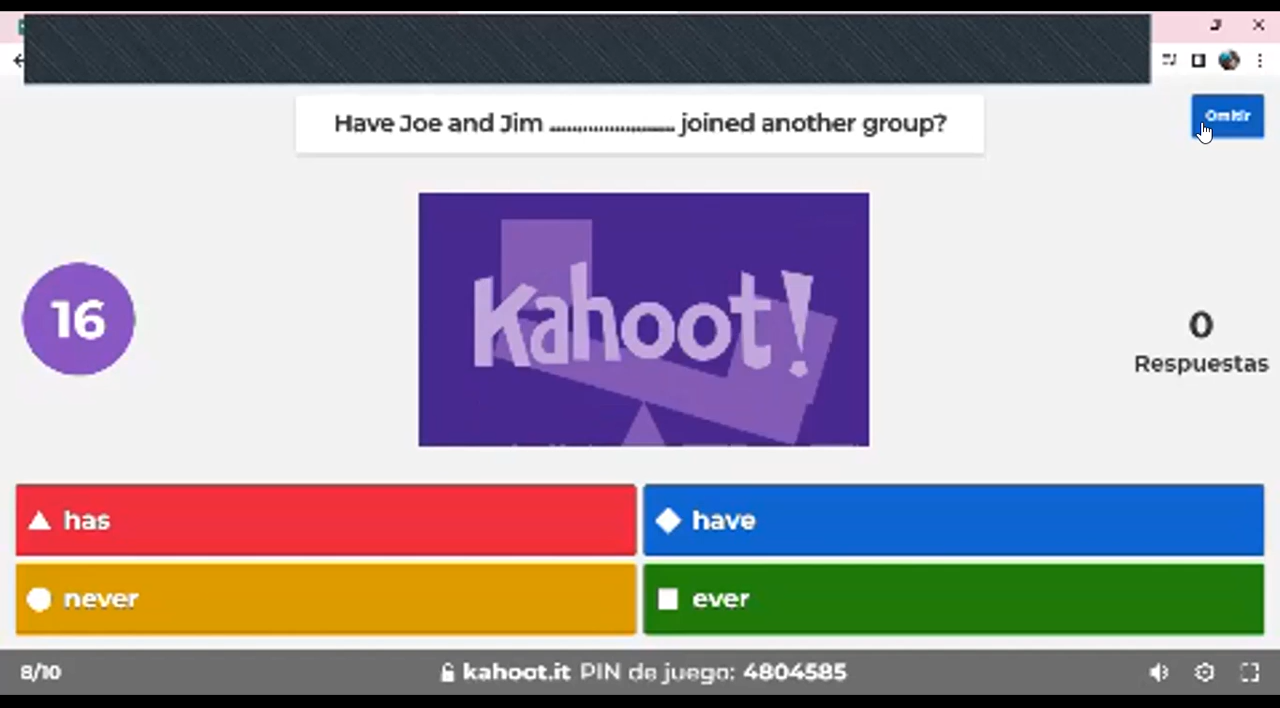 Have Joe and Jim ........................ joined another group?
Omitir
Kahoot!
16
0
Respuestas
has
have
never
ever
8/10
kahoot.it PIN de juego: 4804585